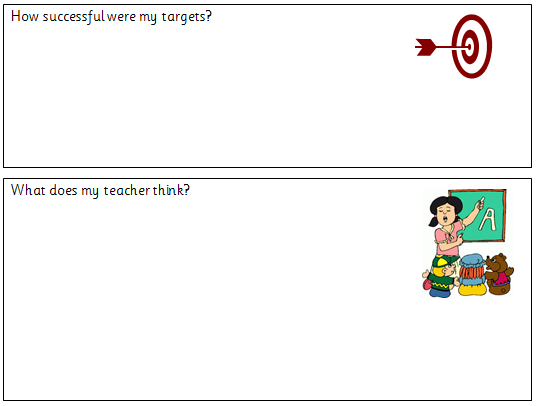 How successful were my targets?
What does my teacher think?
A